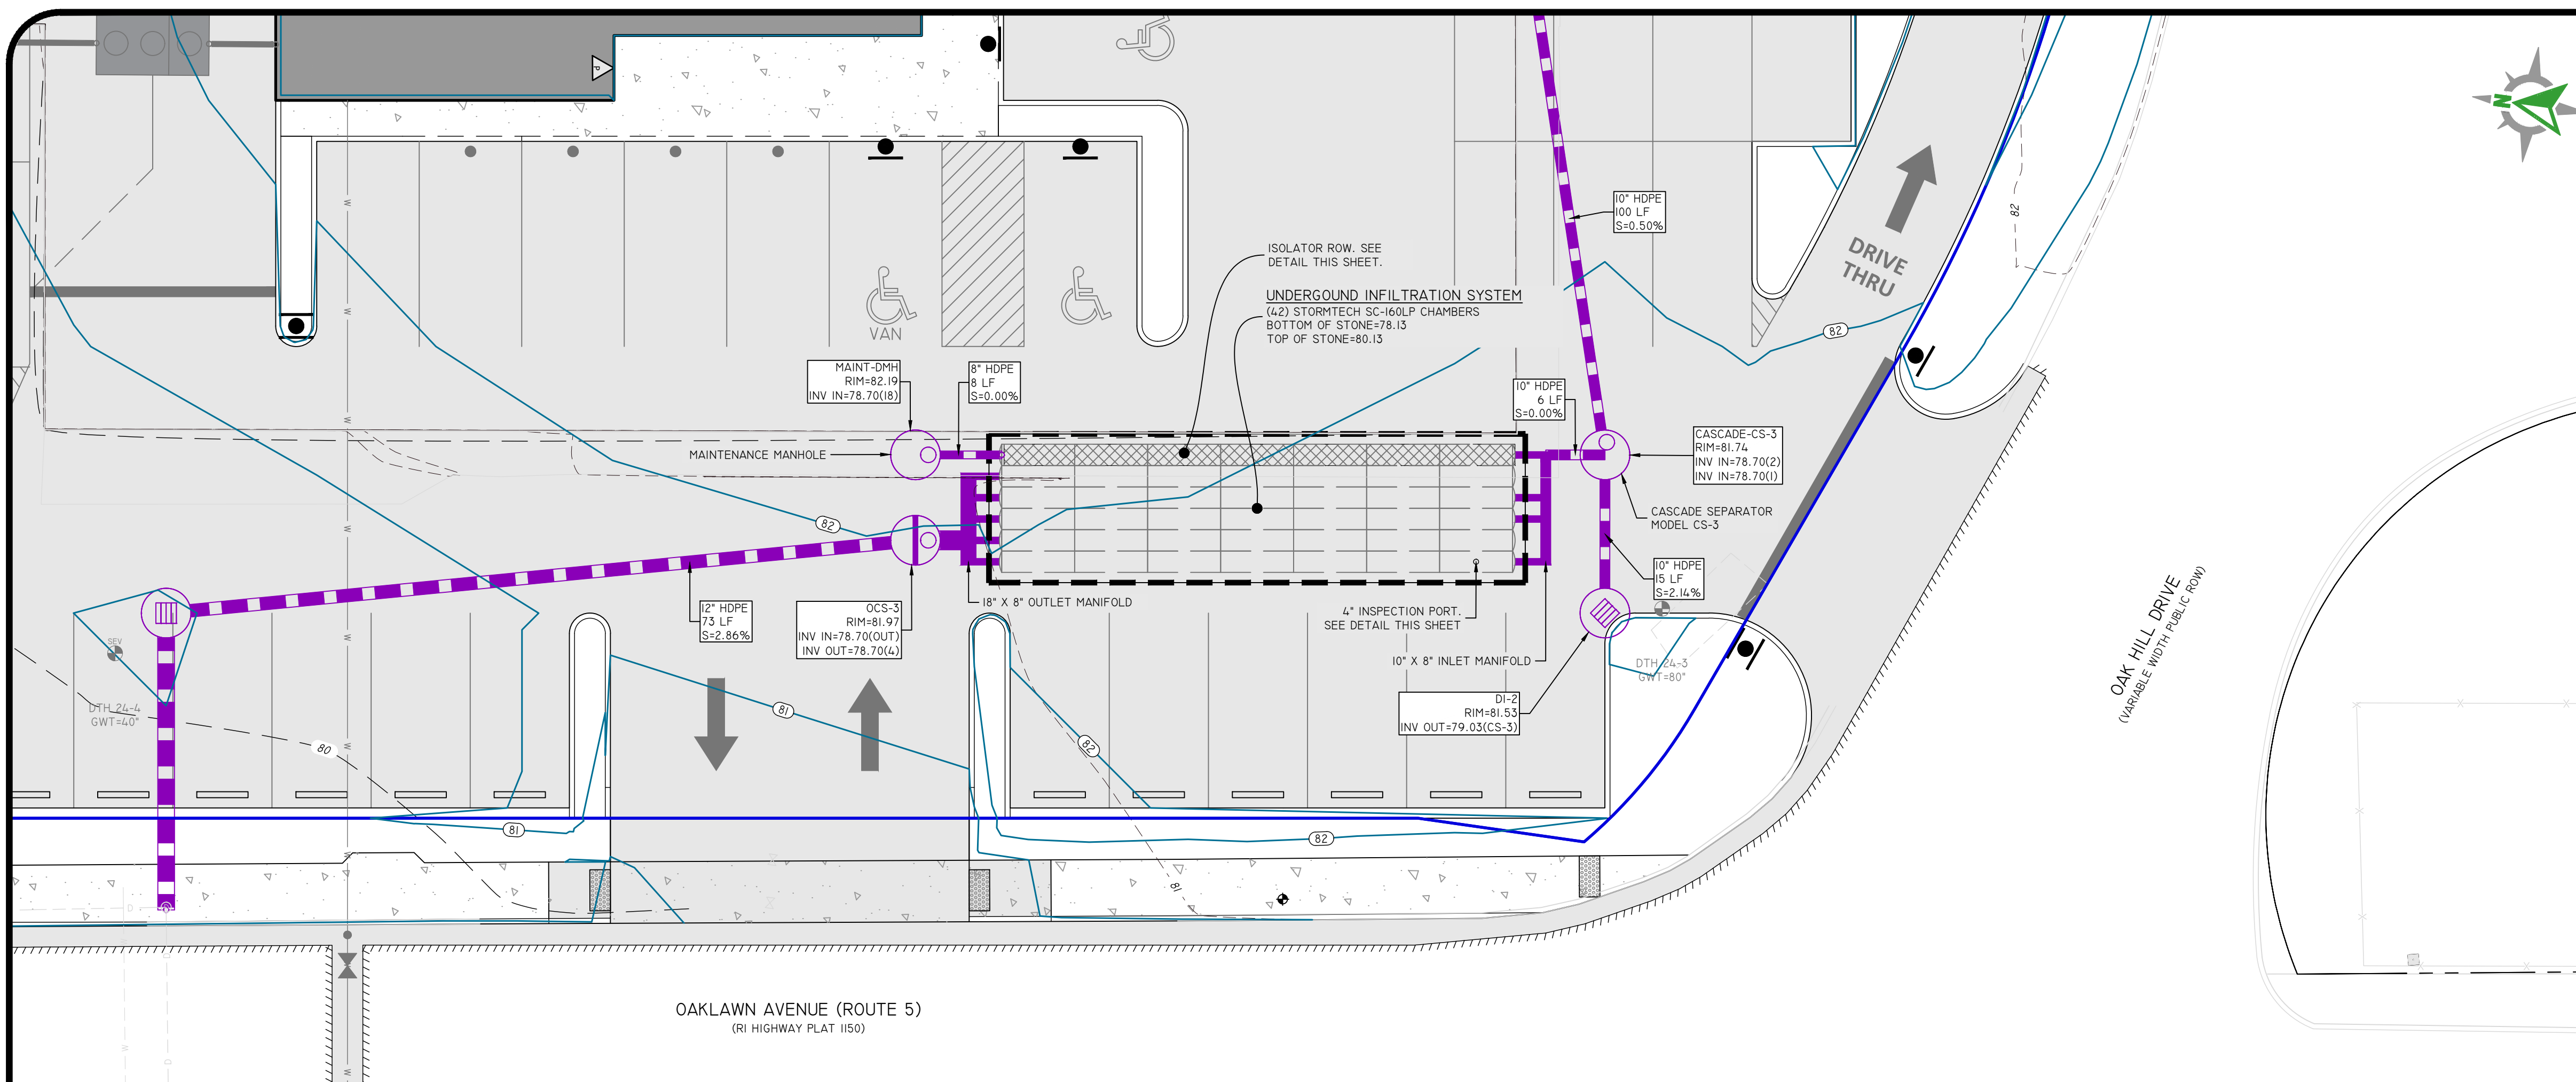 N
P
W
W
W
W
W
W
W
W
D
D
D
W
VAN
DRIVE
THRU
82
10" HDPE
100 LF
S=0.50%
ISOLATOR ROW. SEE
DETAIL THIS SHEET.
UNDERGOUND INFILTRATION SYSTEM
(42) STORMTECH SC-160LP CHAMBERS
BOTTOM OF STONE=78.13
TOP OF STONE=80.13
82
MAINT-DMH
RIM=82.19
INV IN=78.70(18)
8" HDPE
8 LF
S=0.00%
10" HDPE
6 LF
S=0.00%
MAINTENANCE MANHOLE
CASCADE-CS-3
RIM=81.74
INV IN=78.70(2)
INV IN=78.70(1)
CASCADE SEPARATOR
MODEL CS-3
82
10" HDPE
15 LF
S=2.14%
12" HDPE
73 LF
S=2.86%
OCS-3
RIM=81.97
INV IN=78.70(OUT)
INV OUT=78.70(4)
18" X 8" OUTLET MANIFOLD
4" INSPECTION PORT.
SEE DETAIL THIS SHEET
10" X 8" INLET MANIFOLD
SEV
DTH 24-4
GWT=40"
DTH 24-3
GWT=80"
DI-2
RIM=81.53
INV OUT=79.03(CS-3)
OAK HILL DRIVE
(VARIABLE WIDTH PUBLIC ROW)
80
81
82
81
82
81
OAKLAWN AVENUE (ROUTE 5)
(RI HIGHWAY PLAT 1150)